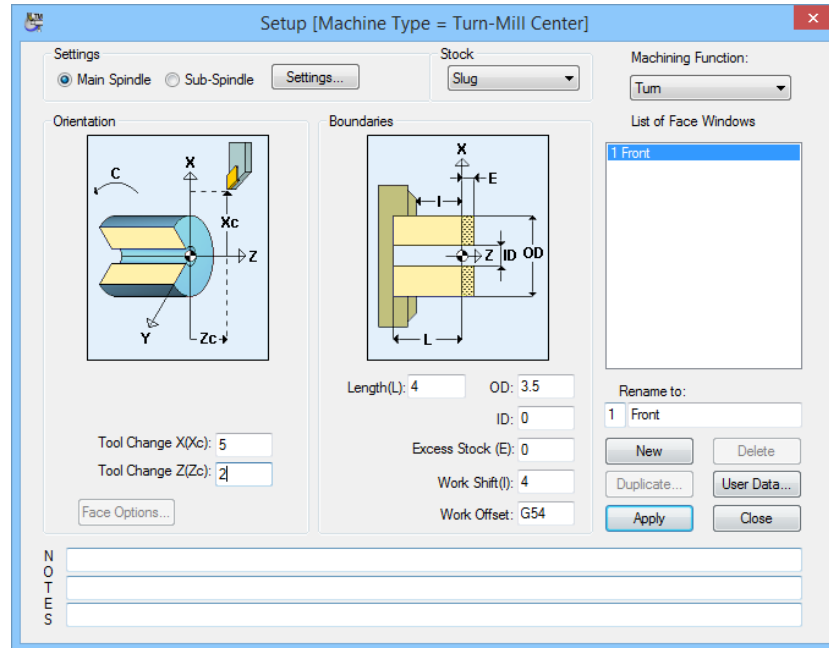 Setup [Machine Type = Turn-Mill Center]
Settings
Main Spindle
Sub-Spindle
Settings...
Stock
Slug
Machining Function:
Turn
Orientation
C
X
Xc
Z
Y
Zc
Tool Change X(Xc): 5
Tool Change Z(Zc): 2
Face Options...
Boundaries
X
E
I
Z
ID
OD
L
Length(L): 4
OD: 3.5
ID: 0
Excess Stock (E): 0
Work Shift(I): 4
Work Offset: G54
List of Face Windows
1 Front
Rename to:
1 Front
New
Delete
Duplicate...
User Data...
Apply
Close
NOTES